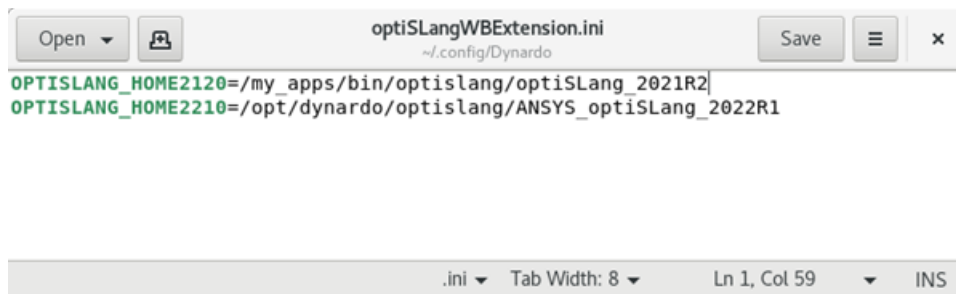 Open
optiSLangWBExtension.ini
~/.config/Dynardo
Save
OPTISLANG_HOME2120=/my_apps/bin/optislang/optiSLang_2021R2
OPTISLANG_HOME2210=/opt/dynardo/optislang/ANSYS_optiSLang_2022R1
.ini Tab Width: 8 Ln 1, Col 59 INS